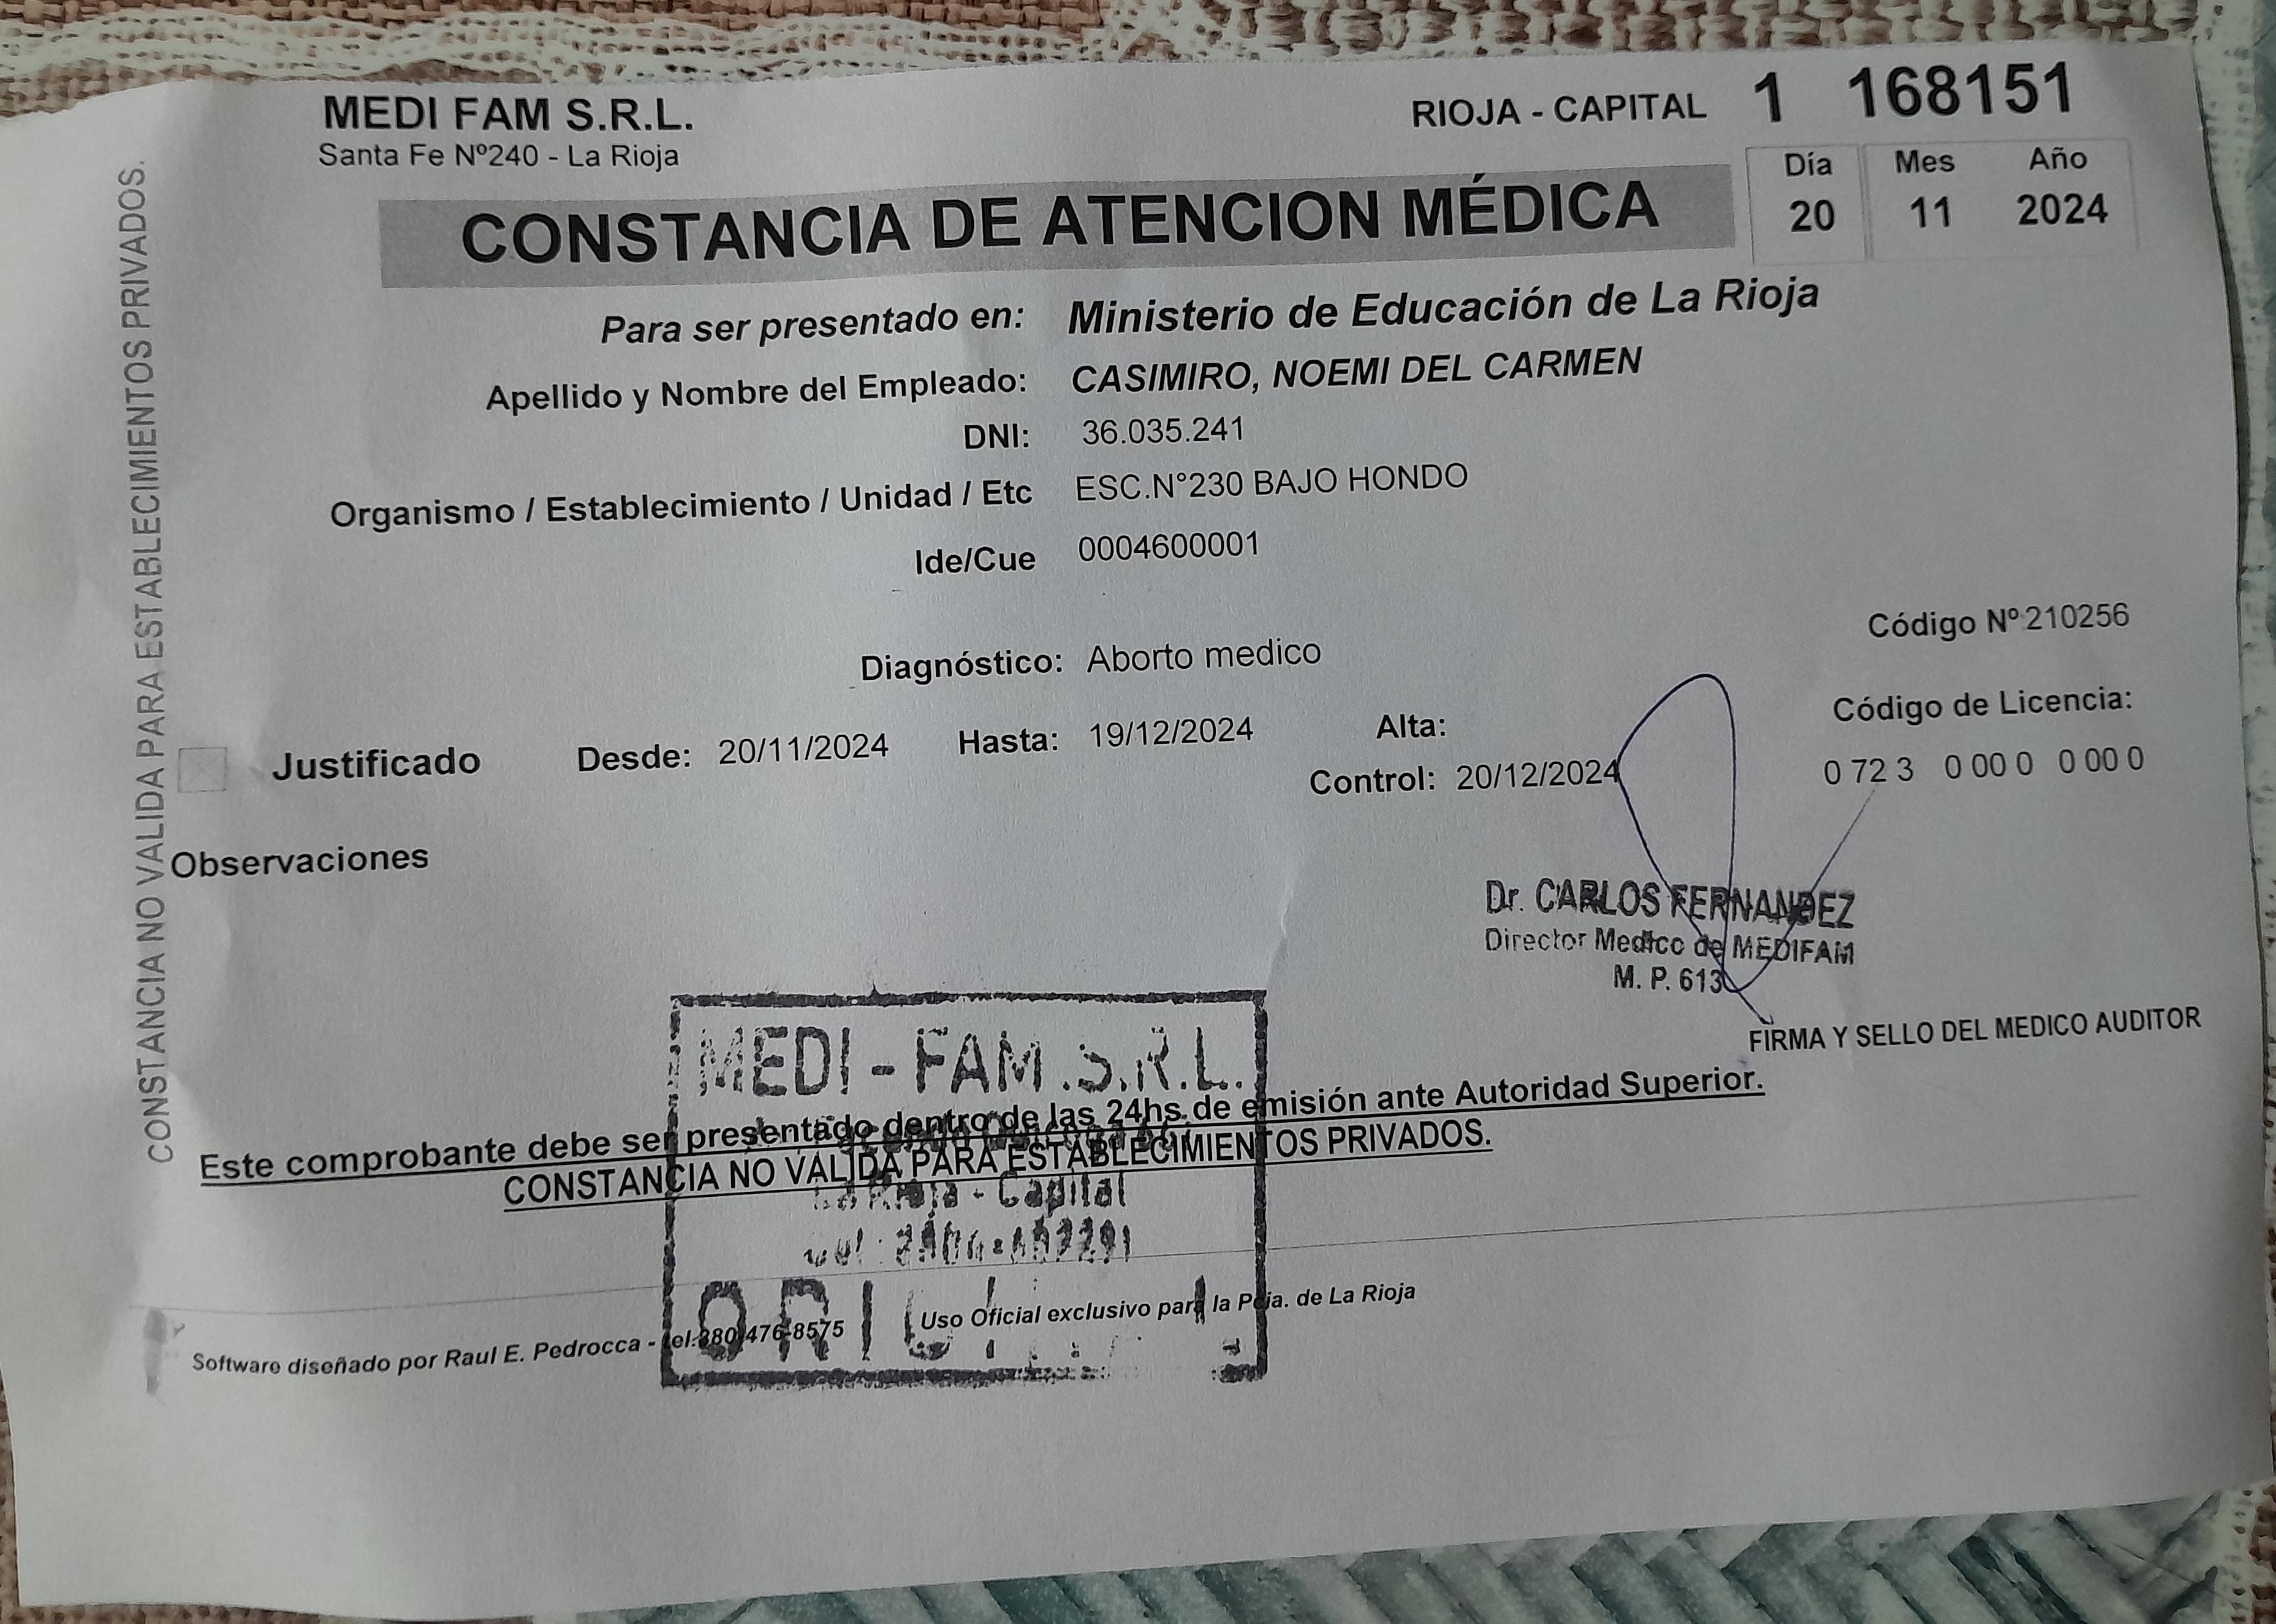 MEDI FAM S.R.L.
Santa Fe Nº240 - La Rioja
RIOJA - CAPITAL 1 168151
Día Mes Año
20 11 2024
CONSTANCIA DE ATENCION MÉDICA
Para ser presentado en: Ministerio de Educación de La Rioja
Apellido y Nombre del Empleado: CASIMIRO, NOEMI DEL CARMEN
DNI: 36.035.241
Organismo / Establecimiento / Unidad / Etc ESC.N°230 BAJO HONDO
Ide/Cue 0004600001
Código Nº 210256
Diagnóstico: Aborto medico
Código de Licencia:
Justificado Desde: 20/11/2024 Hasta: 19/12/2024 Alta:
Control: 20/12/2024 0 72 3 0 00 0 0 00 0
Observaciones
Dr. CARLOS FERNANDEZ
Director Medico de MEDIFAM
M. P. 613
FIRMA Y SELLO DEL MEDICO AUDITOR
MEDI - FAM S.R.L.
Este comprobante debe ser presentado dentro de las 24hs de emisión ante Autoridad Superior.
CONSTANCIA NO VALIDA PARA ESTABLECIMIENTOS PRIVADOS.
La Rioja - Capital
Software diseñado por Raul E. Pedrocca - tel.380 476-8575
Uso Oficial exclusivo para la Pcia. de La Rioja
CONSTANCIA NO VALIDA PARA ESTABLECIMIENTOS PRIVADOS.